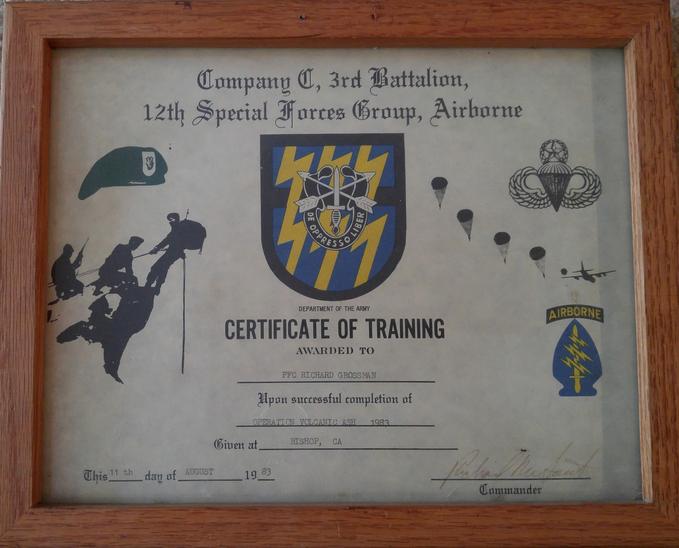 Company C, 3rd Battalion,
12th Special Forces Group, Airborne
DE OPPRESSO LIBER
AIRBORNE
DEPARTMENT OF THE ARMY
CERTIFICATE OF TRAINING
AWARDED TO
PFC RICHARD GROSSMAN
Upon successful completion of
OPERATION VOLCANIC ASH 1983
Given at BISHOP, CA
This 11 th day of AUGUST 19 83
Commander